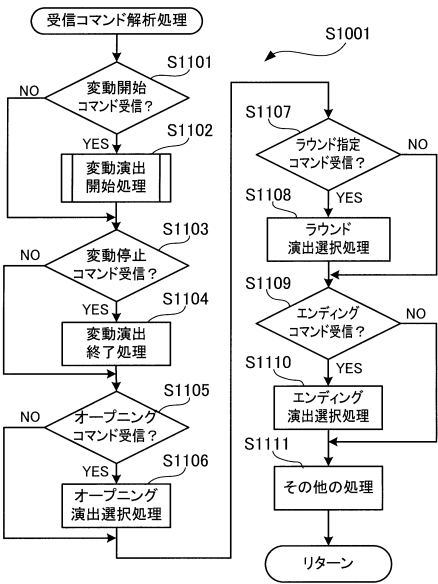 受信コマンド解析処理
S1001
S1101
変動開始
コマンド受信？
NO
YES
S1102
変動演出
開始処理
S1103
変動停止
コマンド受信？
NO
YES
S1104
変動演出
終了処理
S1105
オープニング
コマンド受信？
NO
YES
S1106
オープニング
演出選択処理
S1107
ラウンド指定
コマンド受信？
NO
YES
S1108
ラウンド
演出選択処理
S1109
エンディング
コマンド受信？
NO
YES
S1110
エンディング
演出選択処理
S1111
その他の処理
リターン